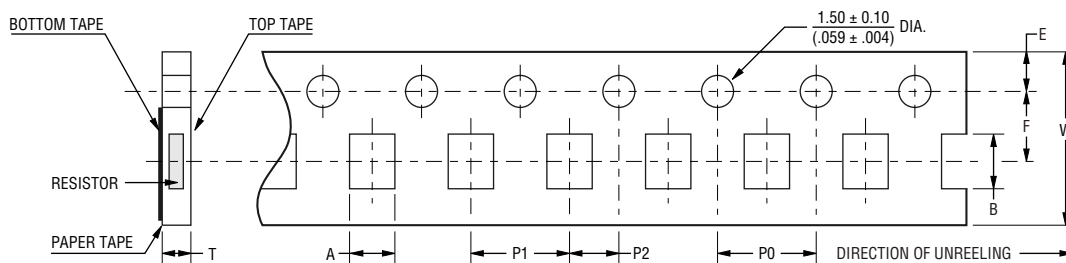 BOTTOM TAPE
TOP TAPE
1.50 ± 0.10
(.059 ± .004)
DIA.
E
F
W
RESISTOR
B
PAPER TAPE
T
A
P1
P2
P0
DIRECTION OF UNREELING